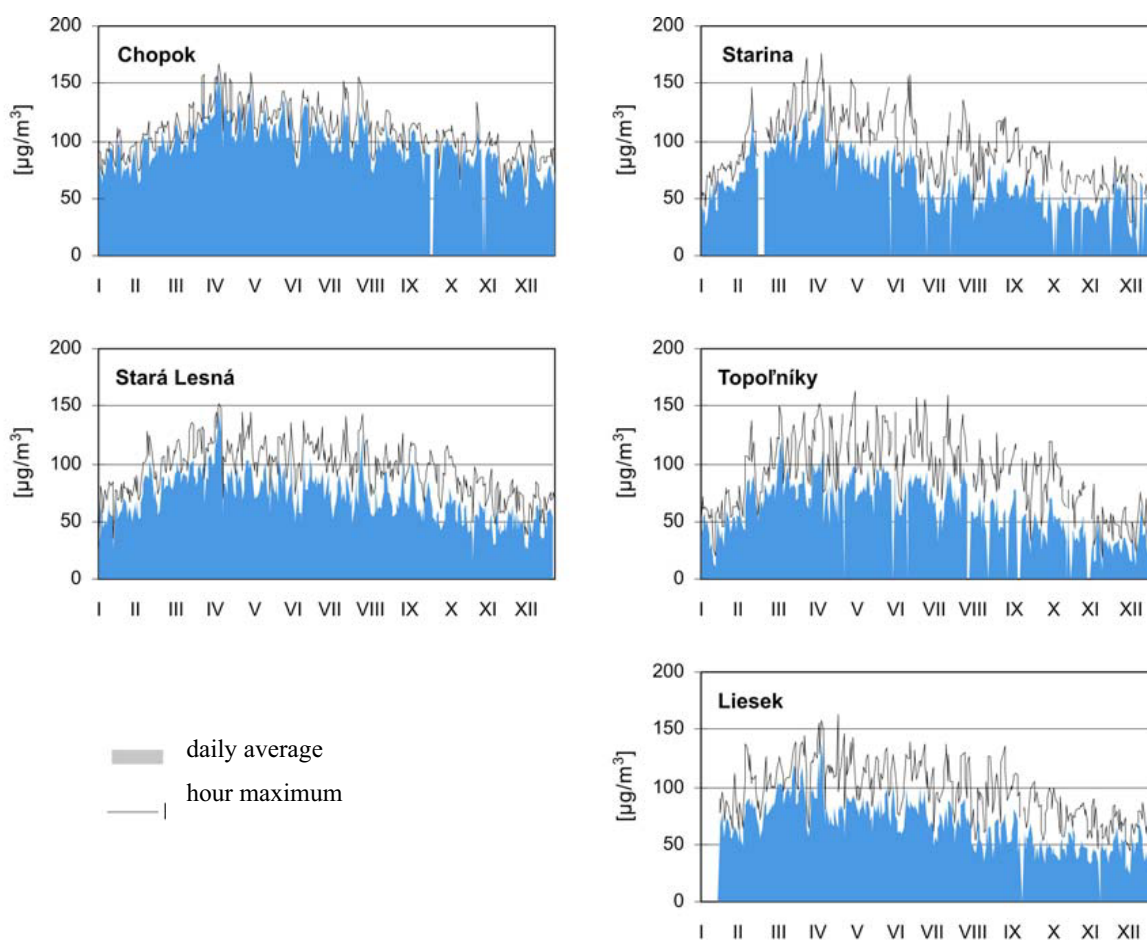 200
150
100
50
0
[µg/m³]
Chopok
I II III IV V VI VII VIII IX X XI XII
200
150
100
50
0
[µg/m³]
Starina
I II III IV V VI VII VIII IX X XI XII
200
150
100
50
0
[µg/m³]
Stará Lesná
I II III IV V VI VII VIII IX X XI XII
200
150
100
50
0
[µg/m³]
Topoľníky
I II III IV V VI VII VIII IX X XI XII
daily average
hour maximum
200
150
100
50
0
[µg/m³]
Liesek
I II III IV V VI VII VIII IX X XI XII